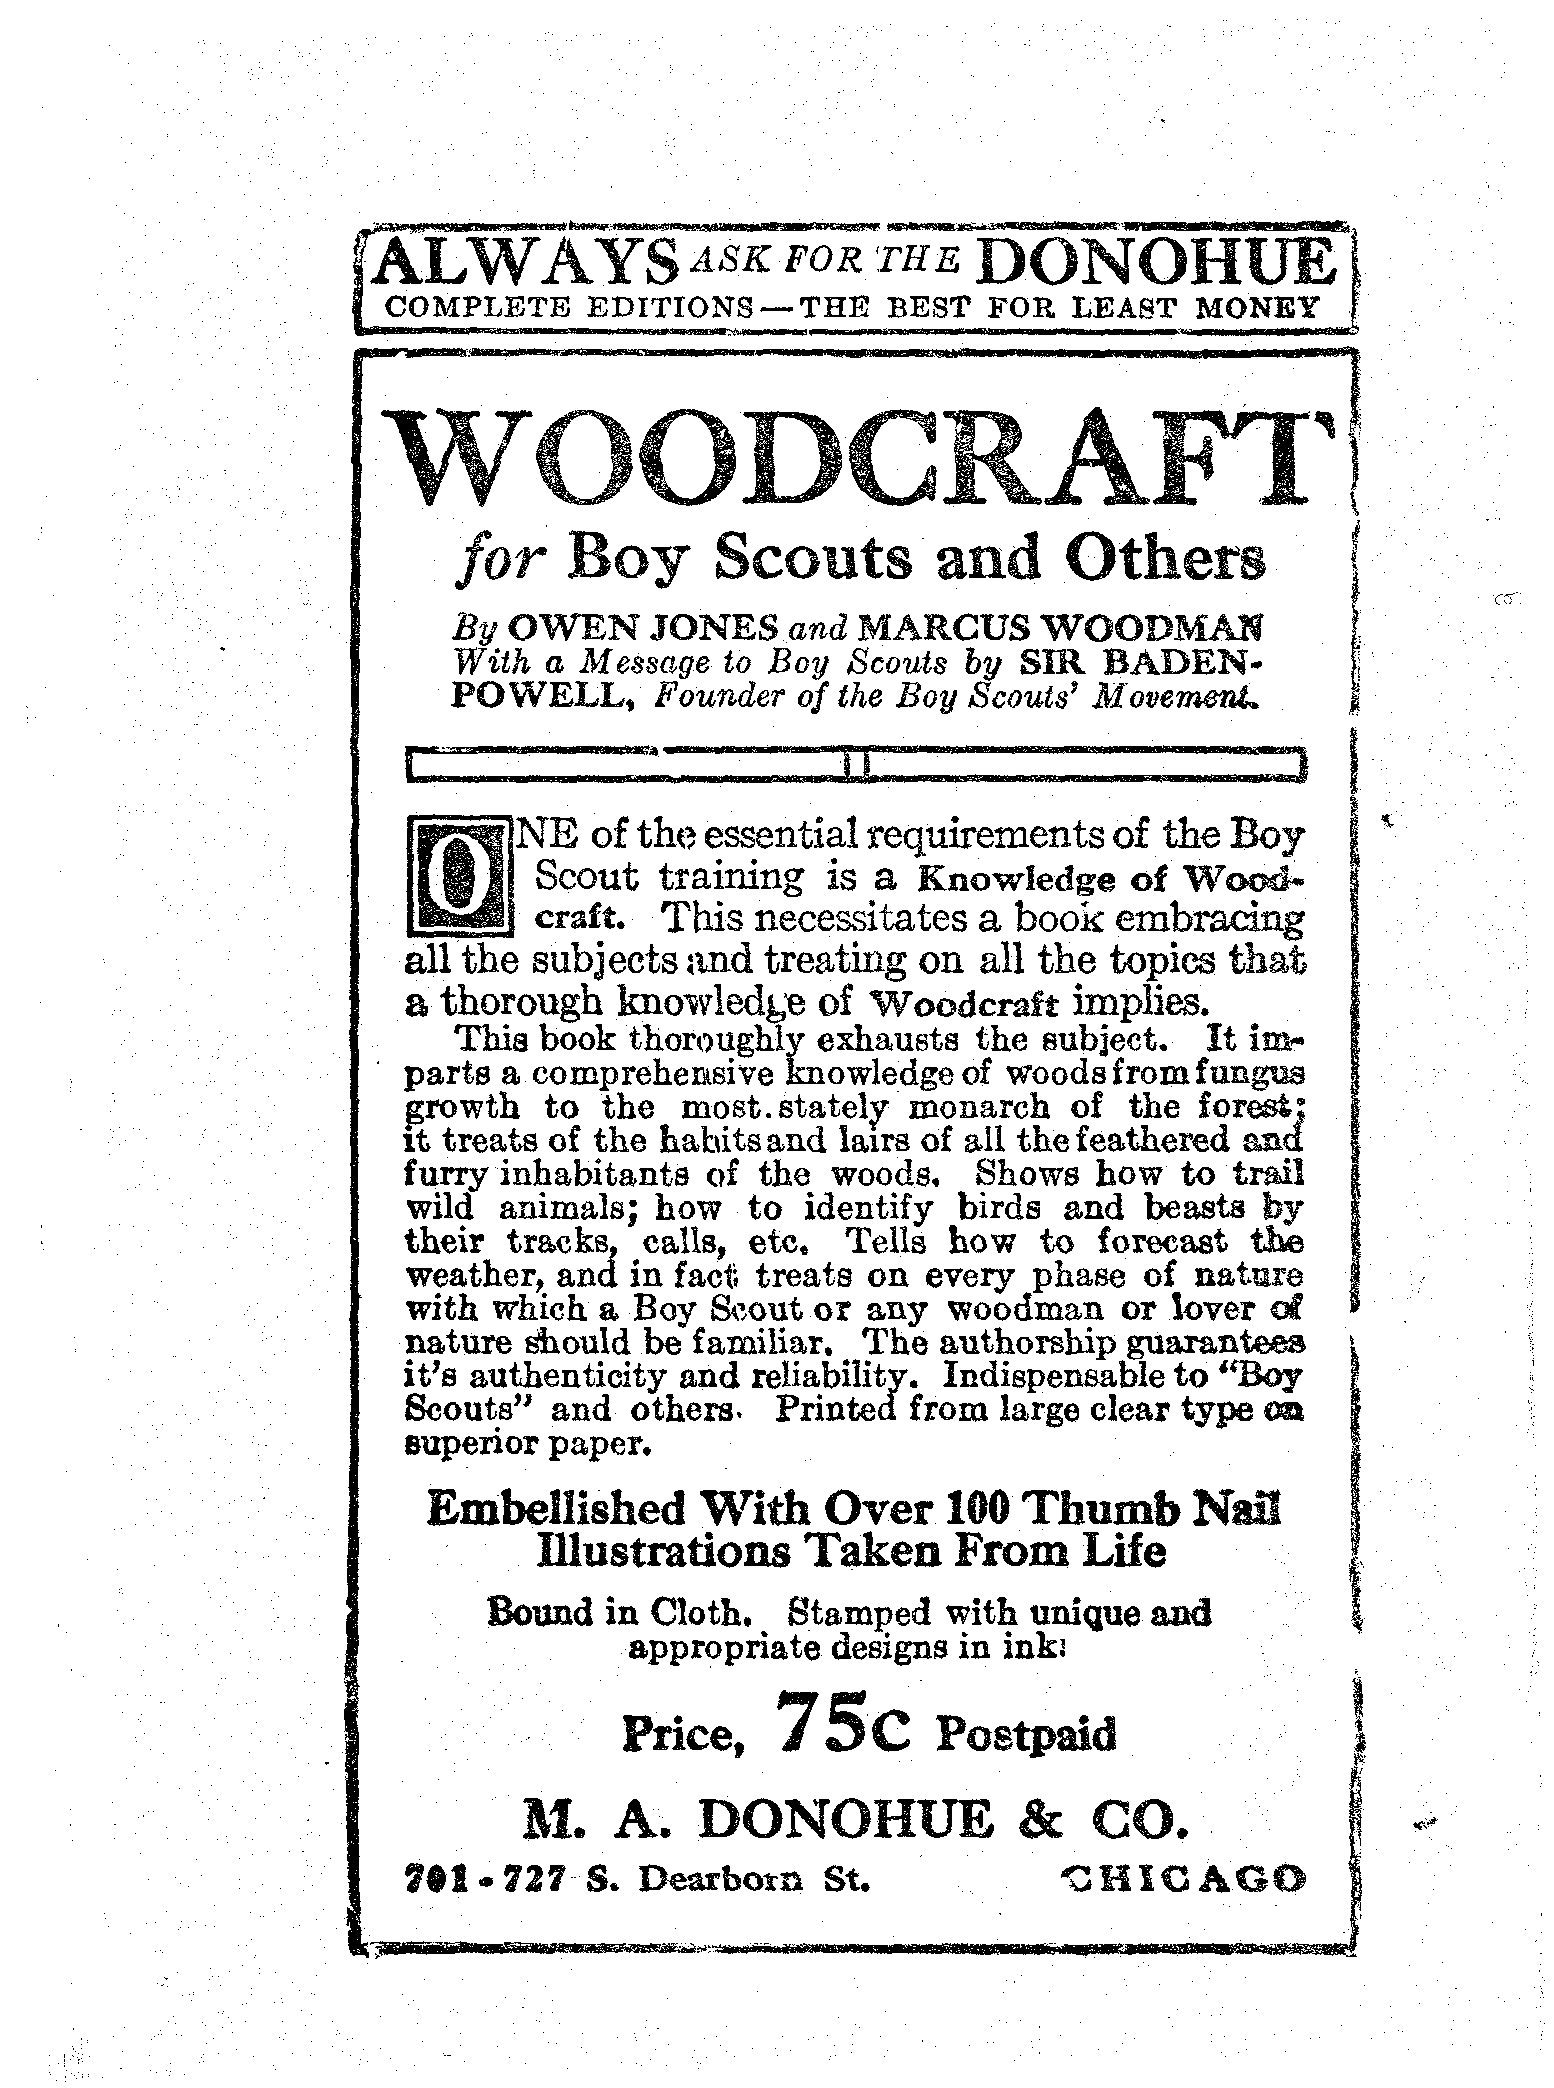 ALWAYS ASK FOR THE DONOHUE
COMPLETE EDITIONS—THE BEST FOR LEAST MONEY
WOODCRAFT
for Boy Scouts and Others
By OWEN JONES and MARCUS WOODMAN
With a Message to Boy Scouts by SIR BADEN-
POWELL, Founder of the Boy Scouts' Movement.
ONE of the essential requirements of the Boy
Scout training is a Knowledge of Wood-
craft. This necessitates a book embracing
all the subjects and treating on all the topics that
a thorough knowledge of Woodcraft implies.
This book thoroughly exhausts the subject. It im-
parts a comprehensive knowledge of woods from fungus
growth to the most stately monarch of the forest;
it treats of the habits and lairs of all the feathered and
furry inhabitants of the woods. Shows how to trail
wild animals; how to identify birds and beasts by
their tracks, calls, etc. Tells how to forecast the
weather, and in fact treats on every phase of nature
with which a Boy Scout or any woodman or lover of
nature should be familiar. The authorship guarantees
it's authenticity and reliability. Indispensable to "Boy
Scouts" and others. Printed from large clear type on
superior paper.
Embellished With Over 100 Thumb Nail
Illustrations Taken From Life
Bound in Cloth. Stamped with unique and
appropriate designs in ink:
Price, 75c Postpaid
M. A. DONOHUE & CO.
701-727 S. Dearborn St. CHICAGO